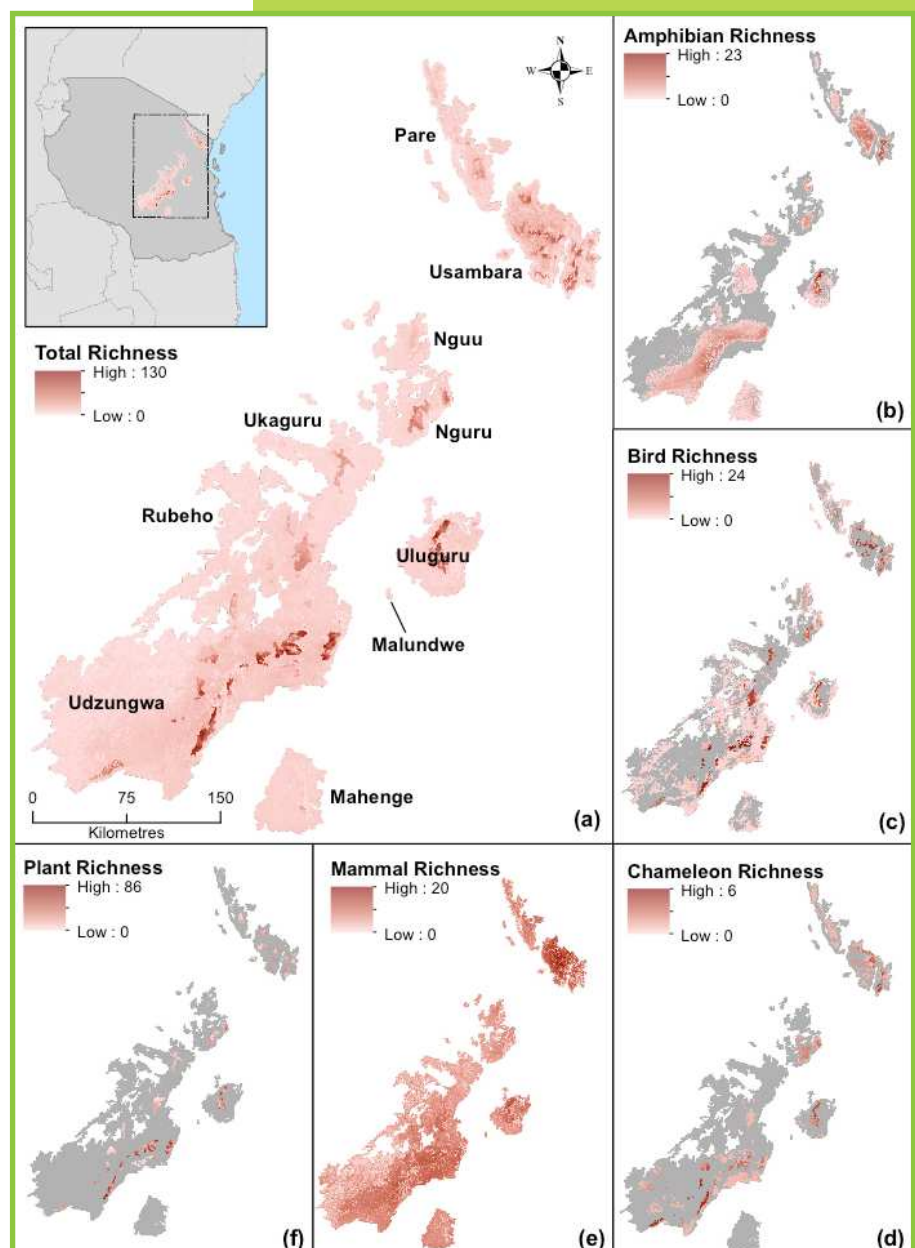 N
W E
S
Pare
Usambara
Nguu
Total Richness
High : 130
Low : 0
Ukaguru
Nguru
Rubeho
Uluguru
Malundwe
Udzungwa
Mahenge
0 75 150
Kilometres
(a)
Amphibian Richness
High : 23
Low : 0
(b)
Bird Richness
High : 24
Low : 0
(c)
Plant Richness
High : 86
Low : 0
(f)
Mammal Richness
High : 20
Low : 0
(e)
Chameleon Richness
High : 6
Low : 0
(d)